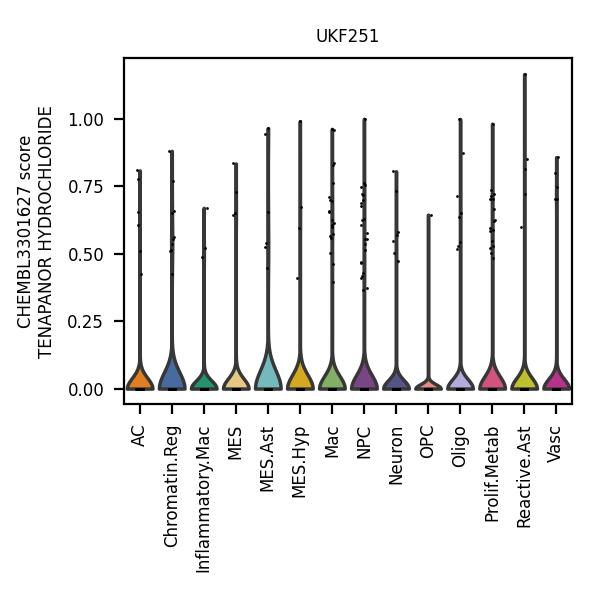 UKF251
CHEMBL3301627 score
TENAPANOR HYDROCHLORIDE
1.00
0.75
0.50
0.25
0.00
AC
Chromatin.Reg
Inflammatory.Mac
MES
MES.Ast
MES.Hyp
Mac
NPC
Neuron
OPC
Oligo
Prolif.Metab
Reactive.Ast
Vasc